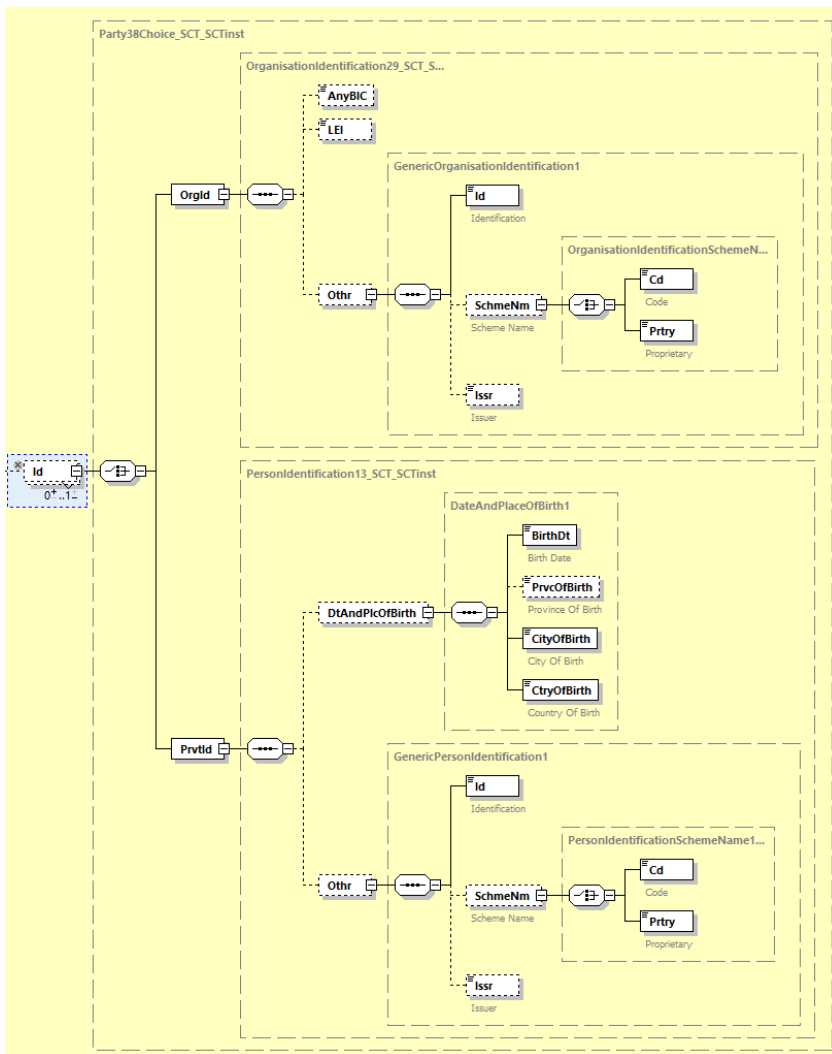 Party38Choice_SCT_SCTinst
OrganisationIdentification29_SCT_S...
AnyBIC
LEI
GenericOrganisationIdentification1
OrgId
Id
Identification
OrganisationIdentificationSchemeN...
Cd
Code
Othr
SchmeNm
Scheme Name
Prtry
Proprietary
Issr
Issuer
Id
0..1
PersonIdentification13_SCT_SCTinst
DateAndPlaceOfBirth1
BirthDt
Birth Date
PrvcOfBirth
Province Of Birth
DtAndPlcOfBirth
CityOfBirth
City Of Birth
CtryOfBirth
Country Of Birth
PrvtId
GenericPersonIdentification1
Id
Identification
PersonIdentificationSchemeName1...
Cd
Code
Othr
SchmeNm
Scheme Name
Prtry
Proprietary
Issr
Issuer